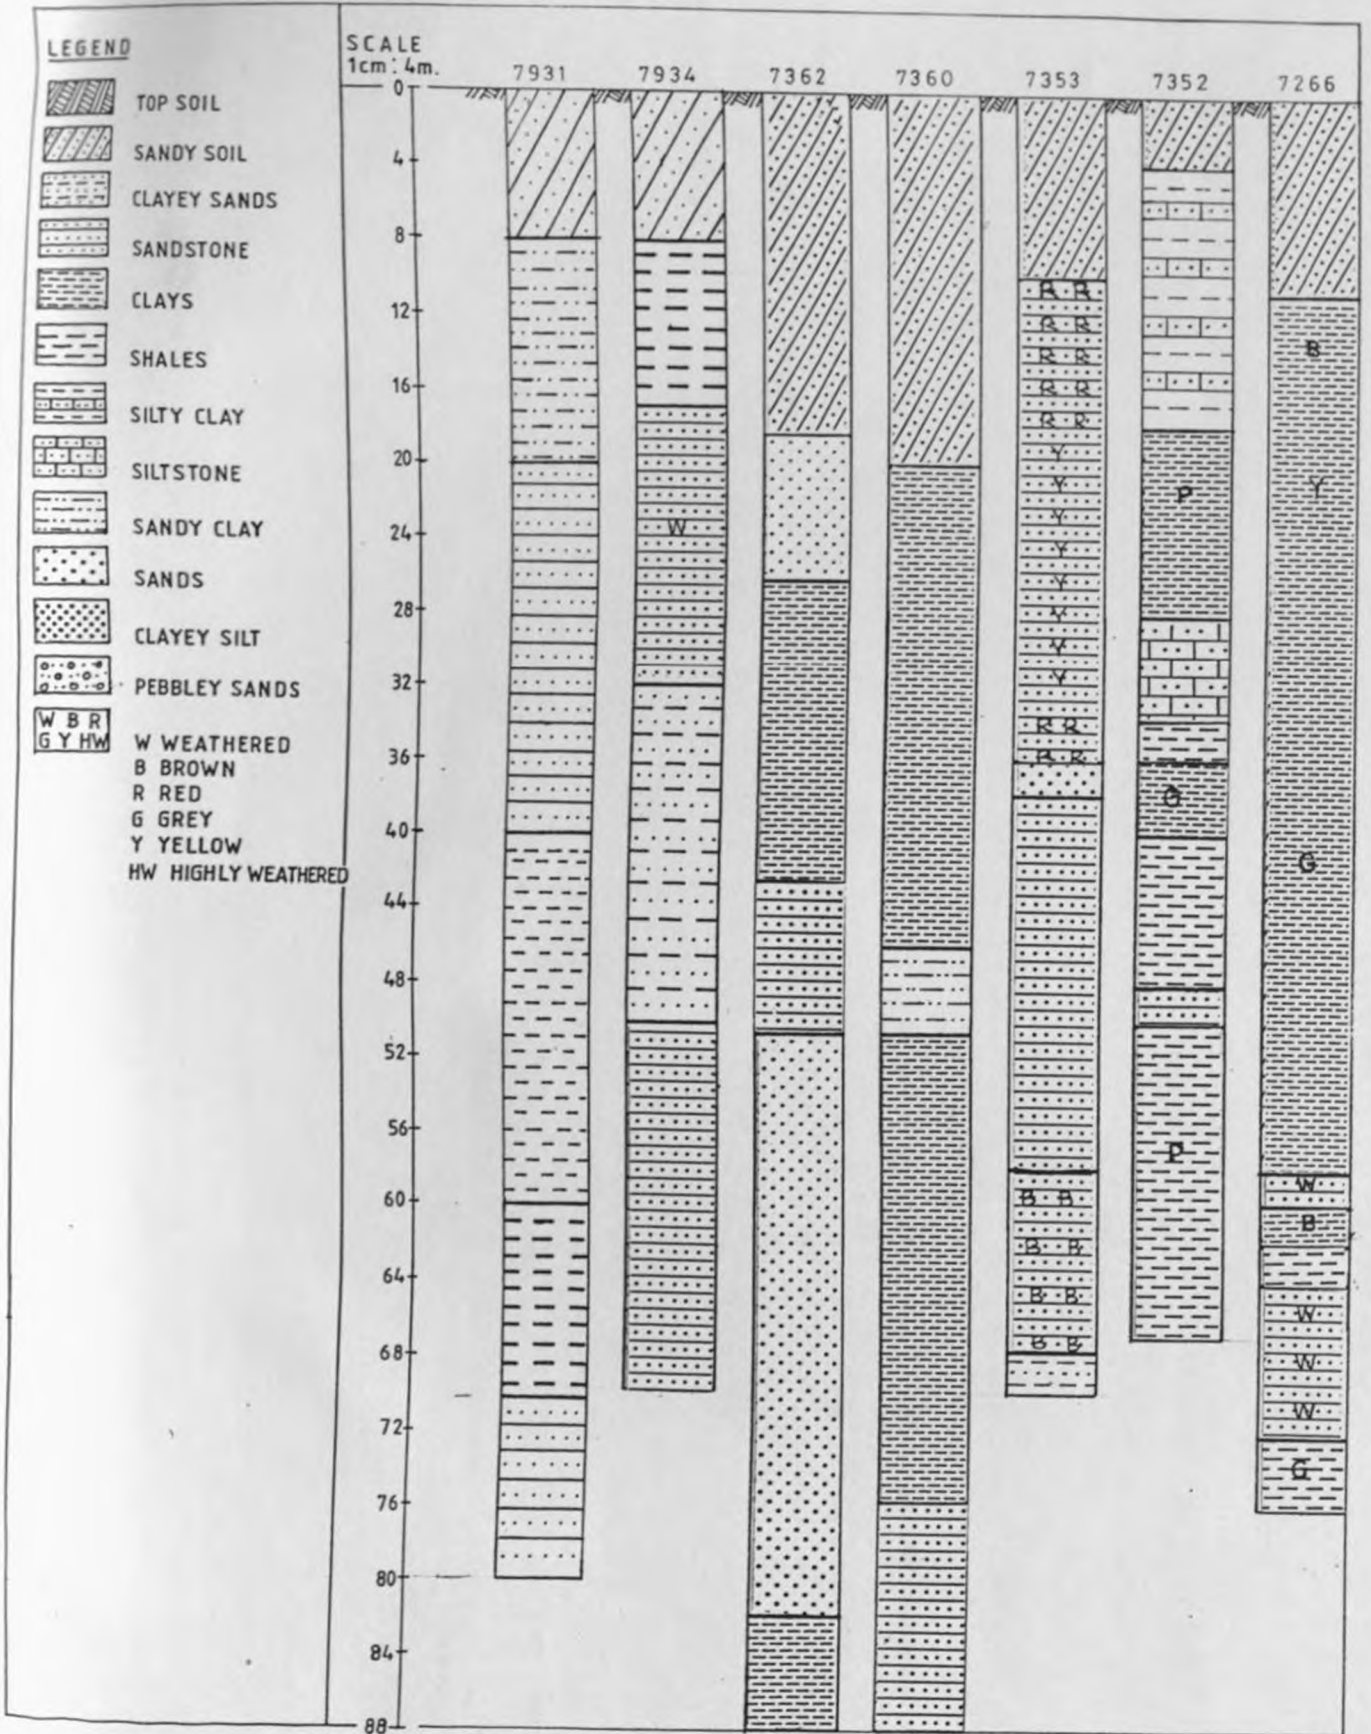 LEGEND
TOP SOIL
SANDY SOIL
CLAYEY SANDS
SANDSTONE
CLAYS
SHALES
SILTY CLAY
SILTSTONE
SANDY CLAY
SANDS
CLAYEY SILT
PEBBLEY SANDS
W B R
G Y HW
W WEATHERED
B BROWN
R RED
G GREY
Y YELLOW
HW HIGHLY WEATHERED
SCALE
1cm: 4m.
7931 7934 7362 7360 7353 7352 7266
0
4
8
12
16
20
24
28
32
36
40
44
48
52
56
60
64
68
72
76
80
84
88
W
R R
R R
R R
R R
R R
Y
Y
Y
Y
Y
Y
Y
Y
R R
R R
B B
B B
B B
B B
P
G
P
B
Y
G
W
B
W
W
W
G